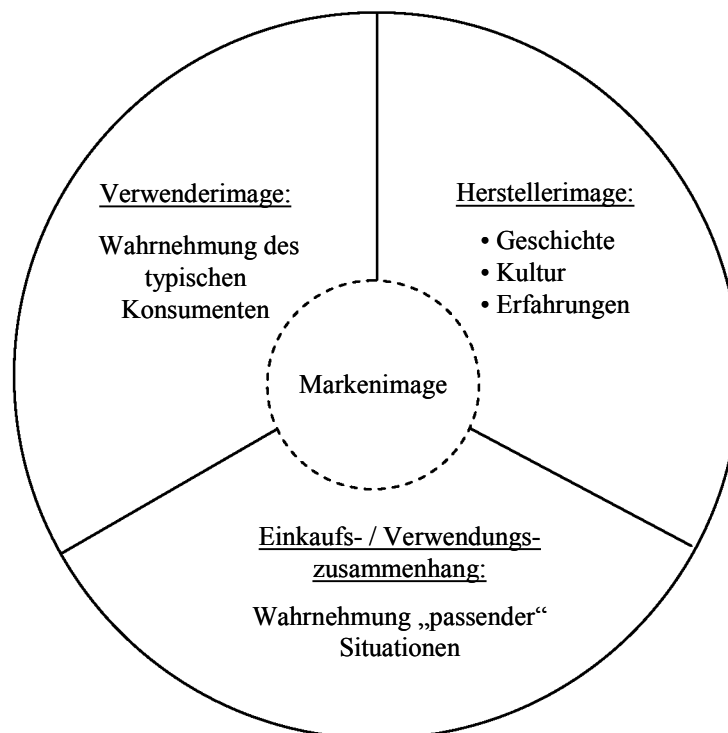 Verwenderimage:
Wahrnehmung des
typischen
Konsumenten
Herstellerimage:
• Geschichte
• Kultur
• Erfahrungen
Markenimage
Einkaufs- / Verwendungs-
zusammenhang:
Wahrnehmung „passender“
Situationen